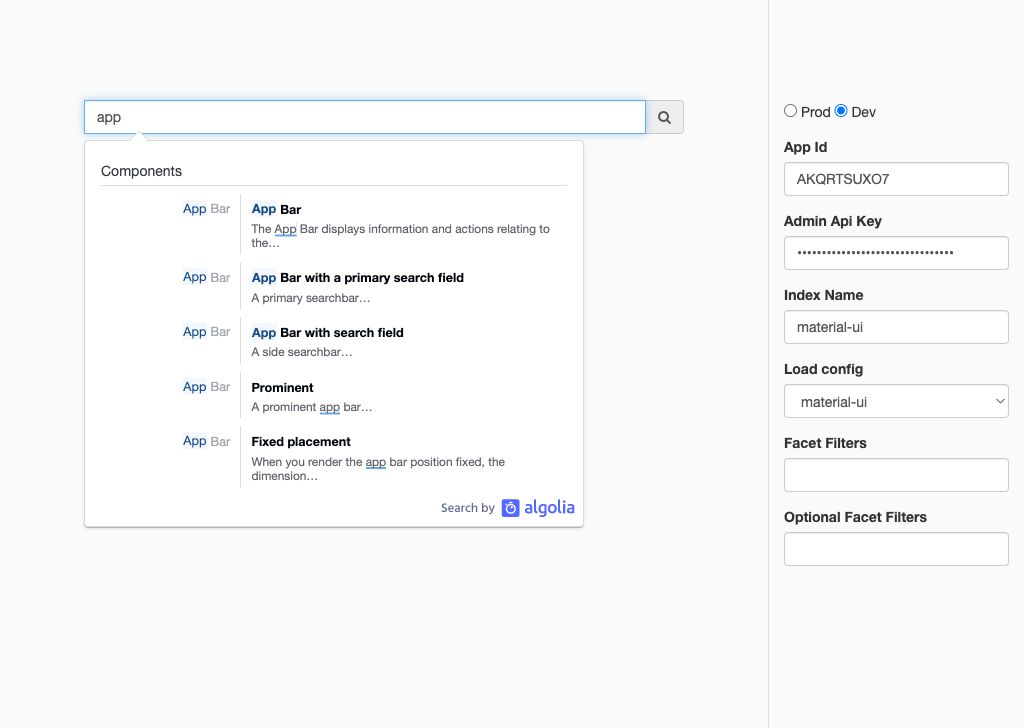 app
Components
App Bar
App Bar
The App Bar displays information and actions relating to
the…
App Bar
App Bar with a primary search field
A primary searchbar…
App Bar
App Bar with search field
A side searchbar…
App Bar
Prominent
A prominent app bar…
App Bar
Fixed placement
When you render the app bar position fixed, the
dimension…
Search by algolia
Prod Dev
App Id
AKQRTSUXO7
Admin Api Key
••••••••••••••••••••••••••••••••
Index Name
material-ui
Load config
material-ui
Facet Filters
Optional Facet Filters